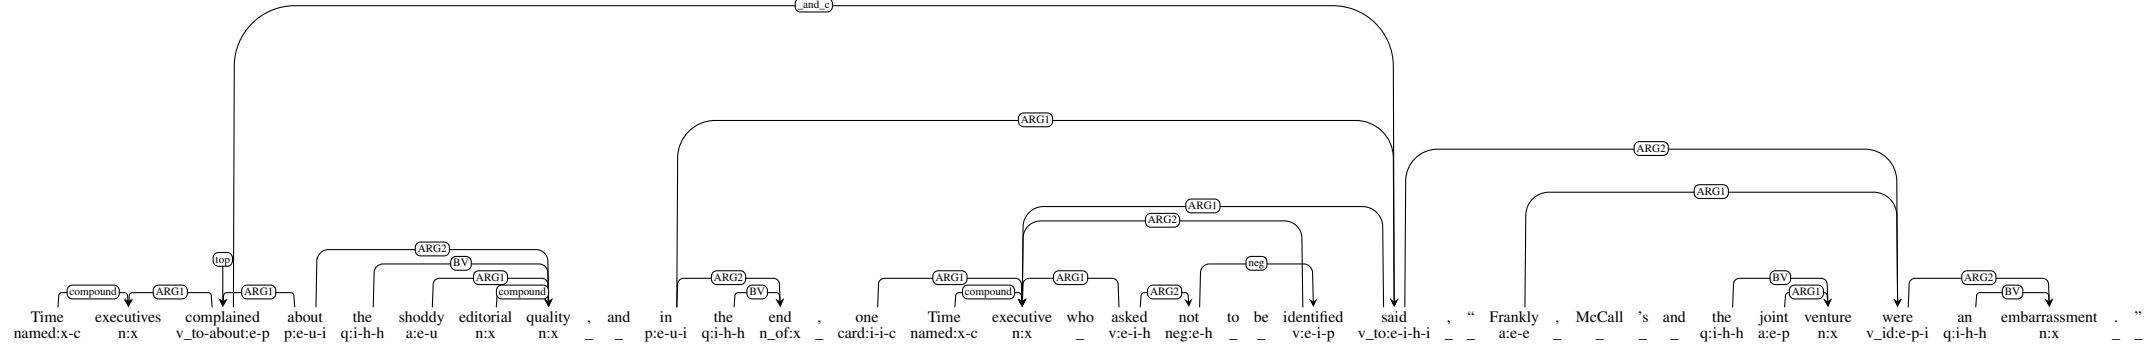 _and_c
ARG1
ARG2
ARG1
ARG1
ARG2
ARG2
BV
top
neg
ARG1
compound
ARG2
BV
ARG1
compound
ARG1
ARG2
BV
ARG1
ARG2
BV
compound ARG1 ARG1
Time executives complained about the shoddy editorial quality , and in the end , one Time executive who asked not to be identified said , “ Frankly , McCall 's and the joint venture were an embarrassment . ”
named:x-c n:x v_to-about:e-p p:e-u-i q:i-h-h a:e-u n:x n:x _ _ p:e-u-i q:i-h-h n_of:x _ card:i-i-c named:x-c n:x _ v:e-i-h neg:e-h _ _ v:e-i-p v_to:e-i-h-i _ _ a:e-e _ _ _ _ q:i-h-h a:e-p n:x v_id:e-p-i q:i-h-h n:x _ _